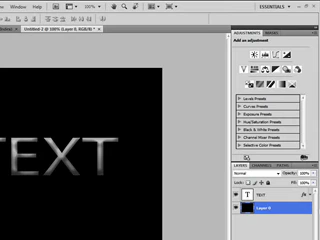 Window Help
100%
ESSENTIALS
Untitled-2 @ 100% (Layer 0, RGB/8) *
ADJUSTMENTS MASKS
Add an adjustment
TEXT
Levels Presets
Curves Presets
Exposure Presets
Hue/Saturation Presets
Black & White Presets
Channel Mixer Presets
Selective Color Presets
LAYERS CHANNELS PATHS
Normal Opacity: 100%
Lock: Fill: 100%
T TEXT fx
Layer 0